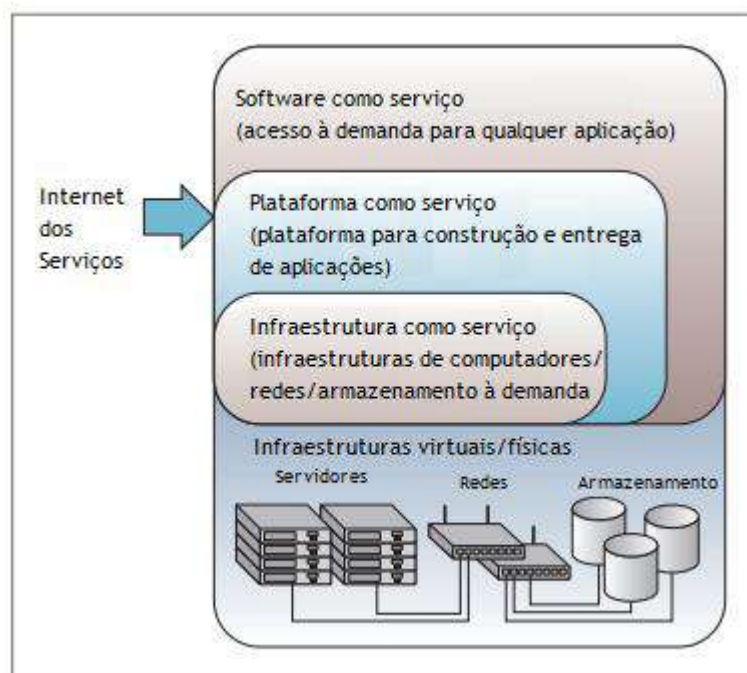 Software como serviço
(acesso à demanda para qualquer aplicação)
Internet
dos
Serviços
Plataforma como serviço
(plataforma para construção e entrega
de aplicações)
Infraestrutura como serviço
(infraestruturas de computadores/
redes/armazenamento à demanda
Infraestruturas virtuais/físicas
Servidores
Redes
Armazenamento